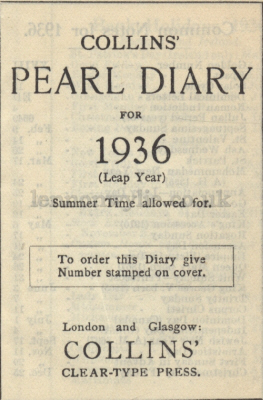 COLLINS'
PEARL DIARY
FOR
1936
(Leap Year)
Summer Time allowed for.
To order this Diary give
Number stamped on cover.
London and Glasgow:
COLLINS'
CLEAR-TYPE PRESS.